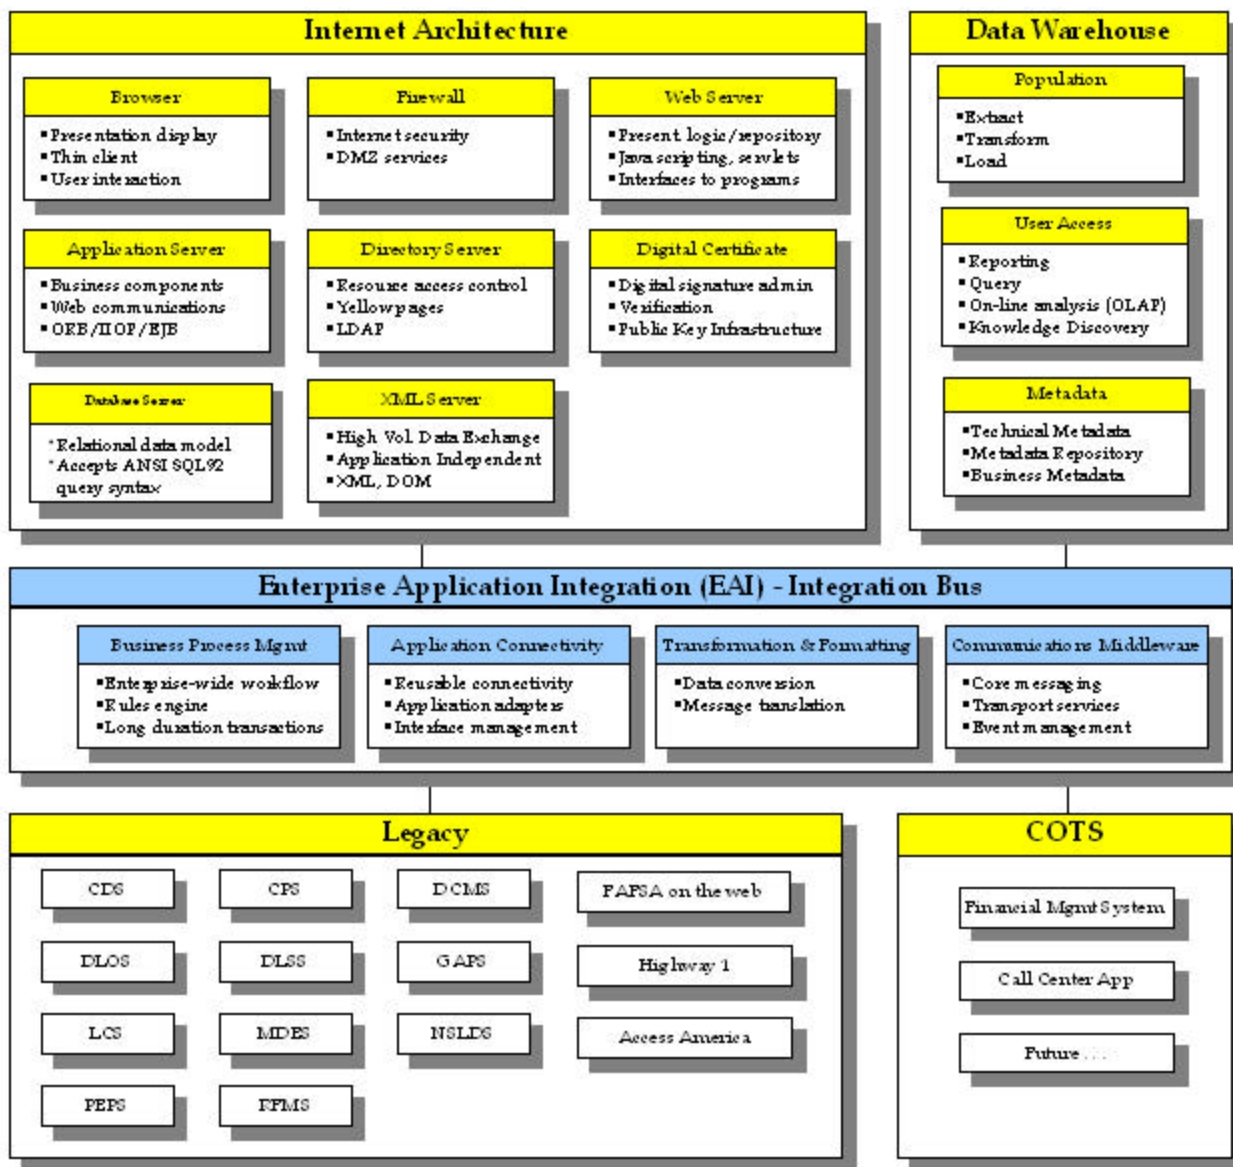 Internet Architecture
Browser
▪Presentation display
▪Thin client
▪User interaction
Firewall
▪Internet security
▪DMZ services
Web Server
▪Present. logic/repository
▪Java scripting, servlets
▪Interfaces to programs
Application Server
▪Business components
▪Web communications
▪ORB/IIOP/EJB
Directory Server
▪Resource access control
▪Yellow pages
▪LDAP
Digital Certificate
▪Digital signature admin
▪Verification
▪Public Key Infrastructure
Database Server
*Relational data model
*Accepts ANSI SQL92
query syntax
XML Server
▪High Vol. Data Exchange
▪Application Independent
▪XML, DOM
Data Warehouse
Population
▪Extract
▪Transform
▪Load
User Access
▪Reporting
▪Query
▪On-line analysis (OLAP)
▪Knowledge Discovery
Metadata
▪Technical Metadata
▪Metadata Repository
▪Business Metadata
Enterprise Application Integration (EAI) - Integration Bus
Business Process Mgmt
▪Enterprise-wide workflow
▪Rules engine
▪Long duration transactions
Application Connectivity
▪Reusable connectivity
▪Application adapters
▪Interface management
Transformation & Formatting
▪Data conversion
▪Message translation
Communications Middleware
▪Core messaging
▪Transport services
▪Event management
Legacy
CDS
CPS
DCMS
FAFSA on the web
DLOS
DLSS
GAPS
Highway 1
LCS
MDES
NSLDS
Access America
PEPS
RFMS
COTS
Financial Mgmt System
Call Center App
Future . . .